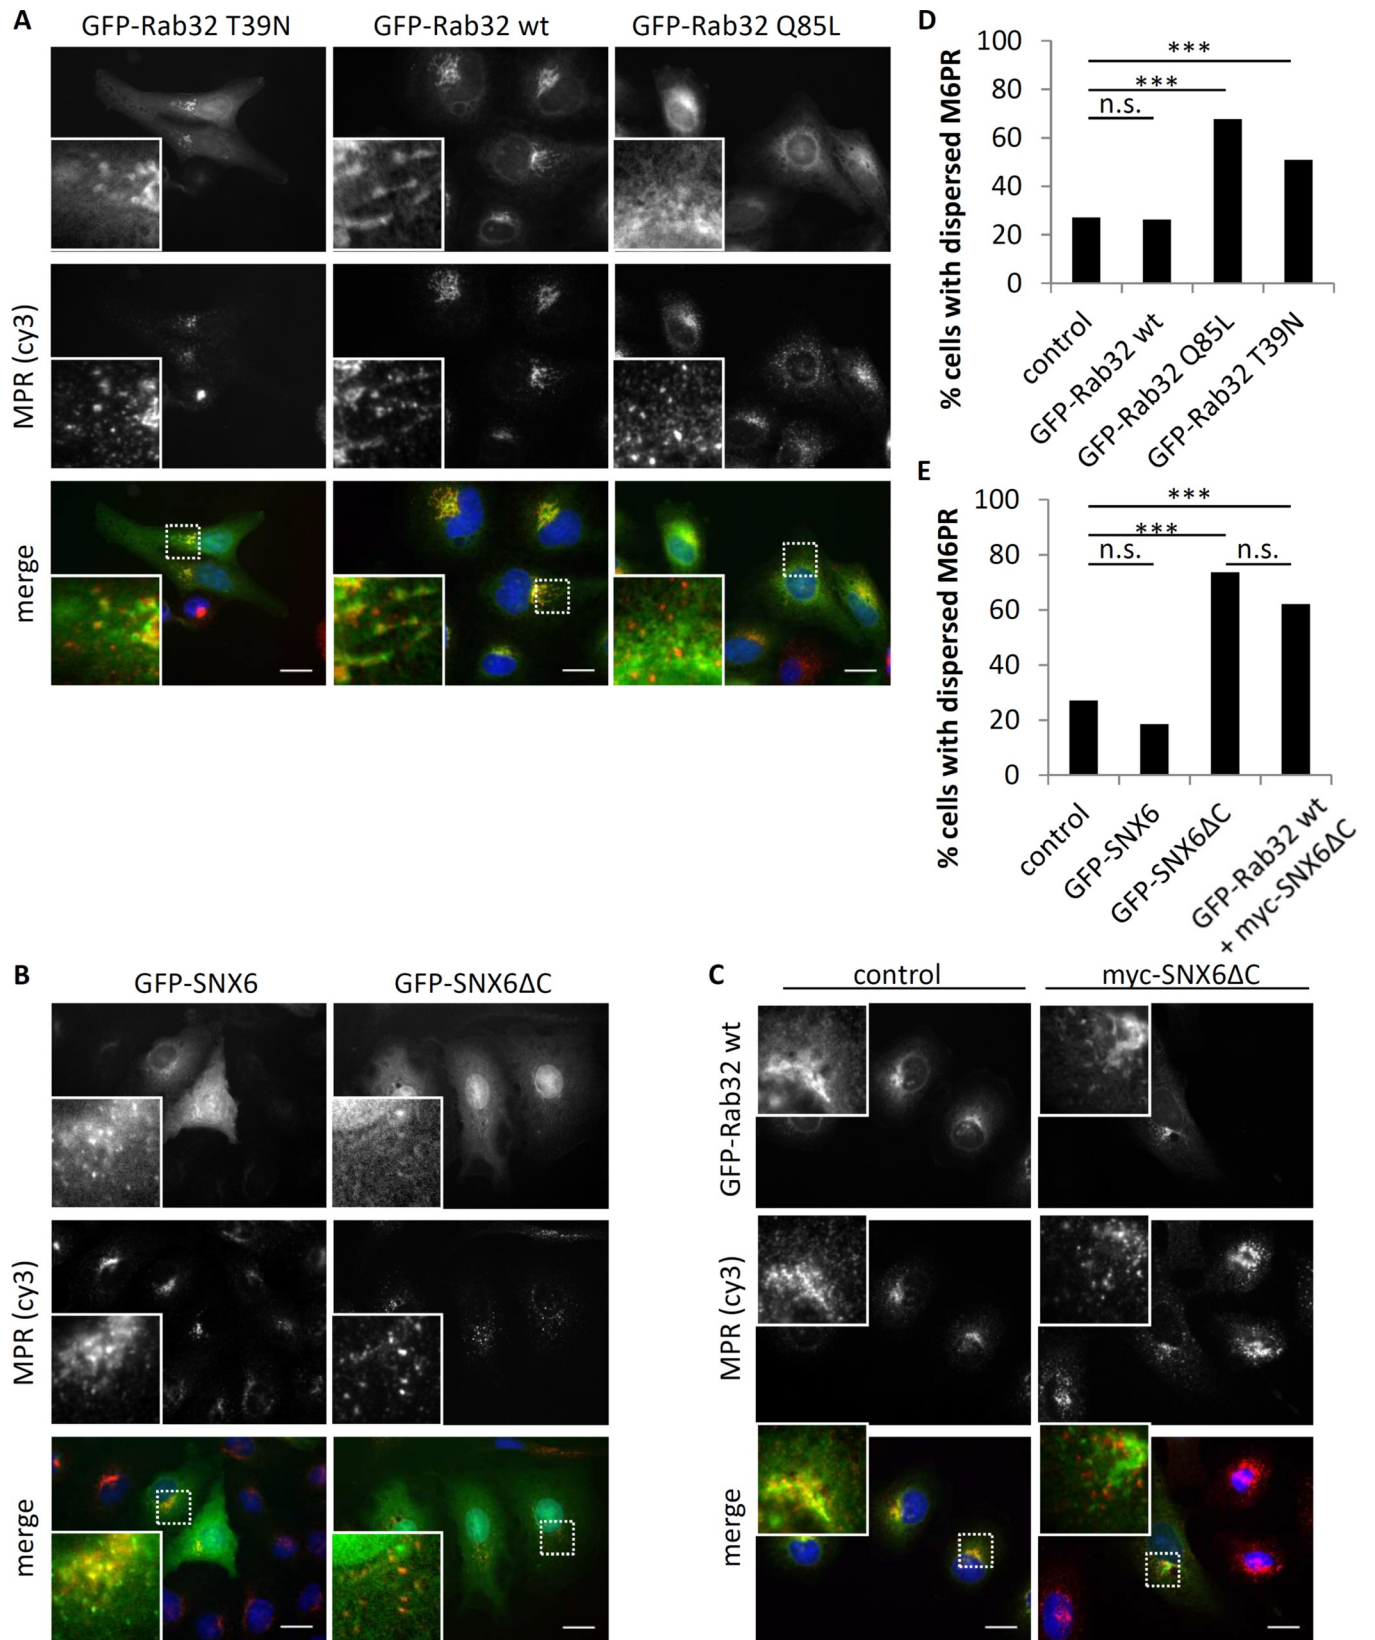 A
GFP-Rab32 T39N
GFP-Rab32 wt
GFP-Rab32 Q85L
MPR (cy3)
merge
D
% cells with dispersed M6PR
100
80
60
40
20
0
***
***
n.s.
control
GFP-Rab32 wt
GFP-Rab32 Q85L
GFP-Rab32 T39N
E
% cells with dispersed M6PR
100
80
60
40
20
0
***
***
n.s.
n.s.
control
GFP-SNX6
GFP-SNX6ΔC
GFP-Rab32 wt
+ myc-SNX6ΔC
B
GFP-SNX6
GFP-SNX6ΔC
MPR (cy3)
merge
C
control
myc-SNX6ΔC
GFP-Rab32 wt
MPR (cy3)
merge